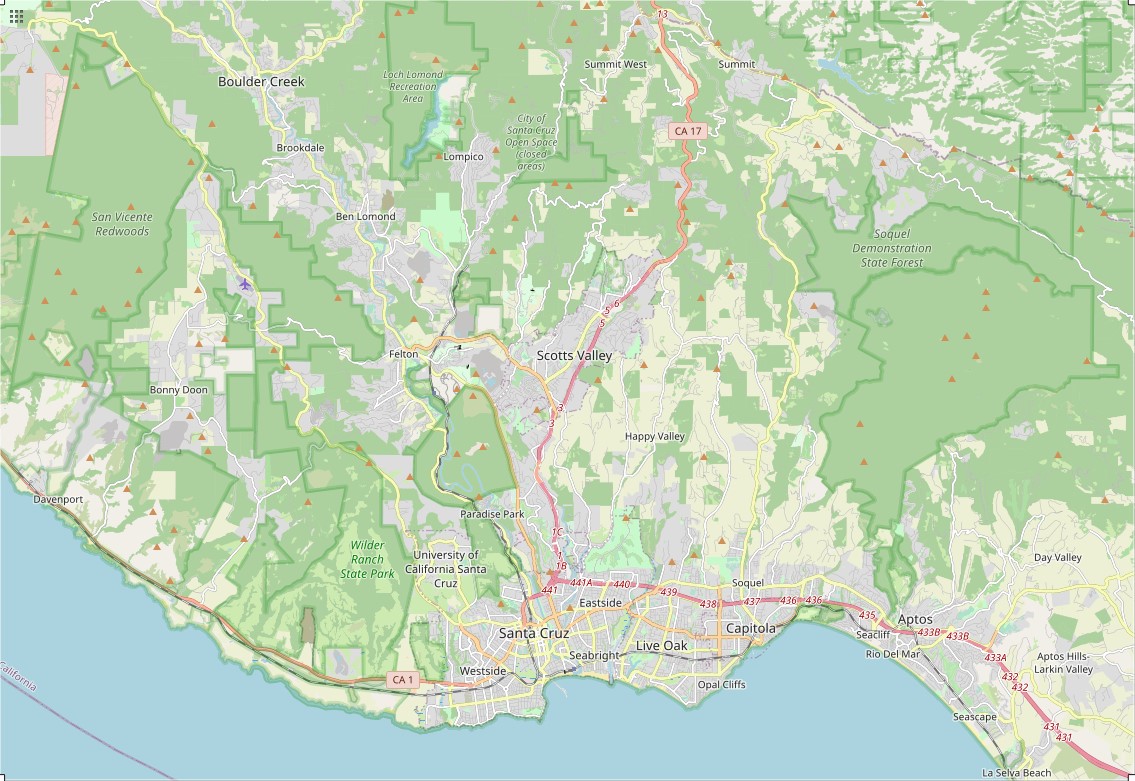 13
Summit West
Summit
Boulder Creek
Loch Lomond
Recreation
Area
City of
Santa Cruz
Open Space
(closed
areas)
CA 17
Brookdale
Lompico
San Vicente
Redwoods
Ben Lomond
Soquel
Demonstration
State Forest
5
6
5
Felton
Scotts Valley
Bonny Doon
3
3
Happy Valley
Davenport
Paradise Park
1C
Wilder
Ranch
State Park
University of
California Santa
Cruz
1
1B
Day Valley
441
441A
440
439
438
437
436
436
435
433B
433B
433A
432
432
431
431
Soquel
Eastside
Santa Cruz
Live Oak
Capitola
Aptos
Seacliff
Rio Del Mar
Aptos Hills-
Larkin Valley
Seabright
Westside
CA 1
Opal Cliffs
California
Seascape
La Selva Beach